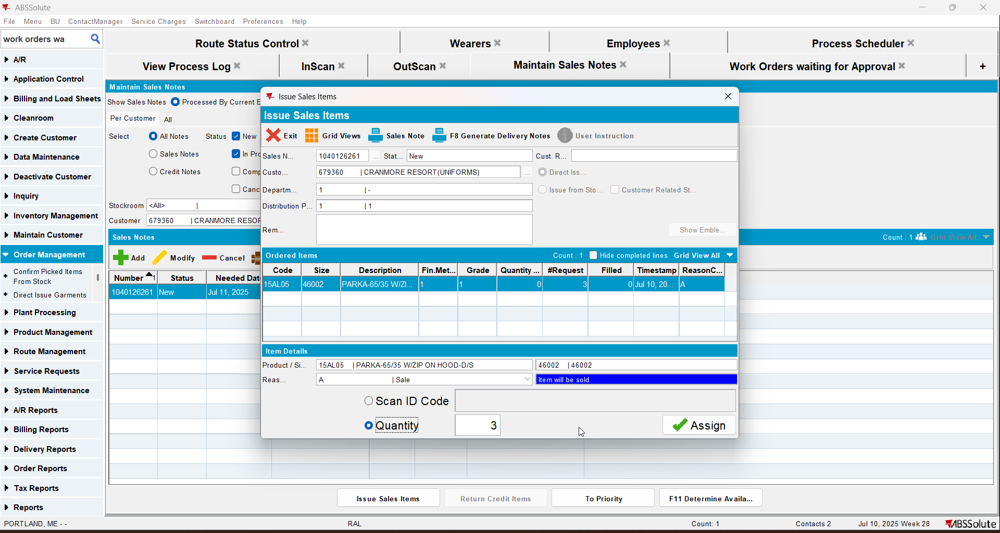 ABSSolute
File Menu BU ContactManager Service Charges Switchboard Preferences Help
work orders wa
Route Status Control Wearers Employees Process Scheduler
View Process Log InScan OutScan Maintain Sales Notes Work Orders waiting for Approval +
A/R
Application Control
Billing and Load Sheets
Cleanroom
Create Customer
Data Maintenance
Deactivate Customer
Inquiry
Inventory Management
Maintain Customer
Order Management
Confirm Picked Items
From Stock
Direct Issue Garments
Plant Processing
Product Management
Route Management
Service Requests
System Maintenance
A/R Reports
Billing Reports
Delivery Reports
Order Reports
Tax Reports
Reports
Maintain Sales Notes
Show Sales Notes Processed By Current E
Per Customer All
Select All Notes Status New
Sales Notes In Pro
Credit Notes Comp
Canc
Stockroom <All> |
Customer 679360 | CRANMORE RESOR
Sales Notes Count : 1 Grid View All
Add Modify Cancel
Number 1 Status Needed Dat
1040126261 New Jul 11, 2025
Issue Sales Items
Issue Sales Items
Exit Grid Views Sales Note F8 Generate Delivery Notes User Instruction
Sales N... 1040126261 ... Stat... New Cust. R...
Custo... 679360 | CRANMORE RESORT(UNIFORMS) ... Direct Iss...
Departm... 1 | - Issue from Sto... Customer Related St...
Distribution P... 1 | 1
Rem... Show Emble...
Ordered Items Count : 1 Hide completed lines Grid View All
Code Size Description Fin.Met... Grade Quantity ... #Request Filled Timestamp ReasonC...
15AL05 46002 PARKA-65/35 W/ZI... 1 1 0 3 0 Jul 10, 20... A
Item Details
Product / Si... 15AL05 | PARKA-65/35 W/ZIP ON HOOD-D/S 46002 | 46002
Reas... A | Sale Item will be sold
Scan ID Code
Quantity 3 Assign
Issue Sales Items Return Credit Items To Priority F11 Determine Availa...
PORTLAND, ME - - RAL Count: 1 Contacts 2 Jul 10, 2025 Week 28 ABSSolute